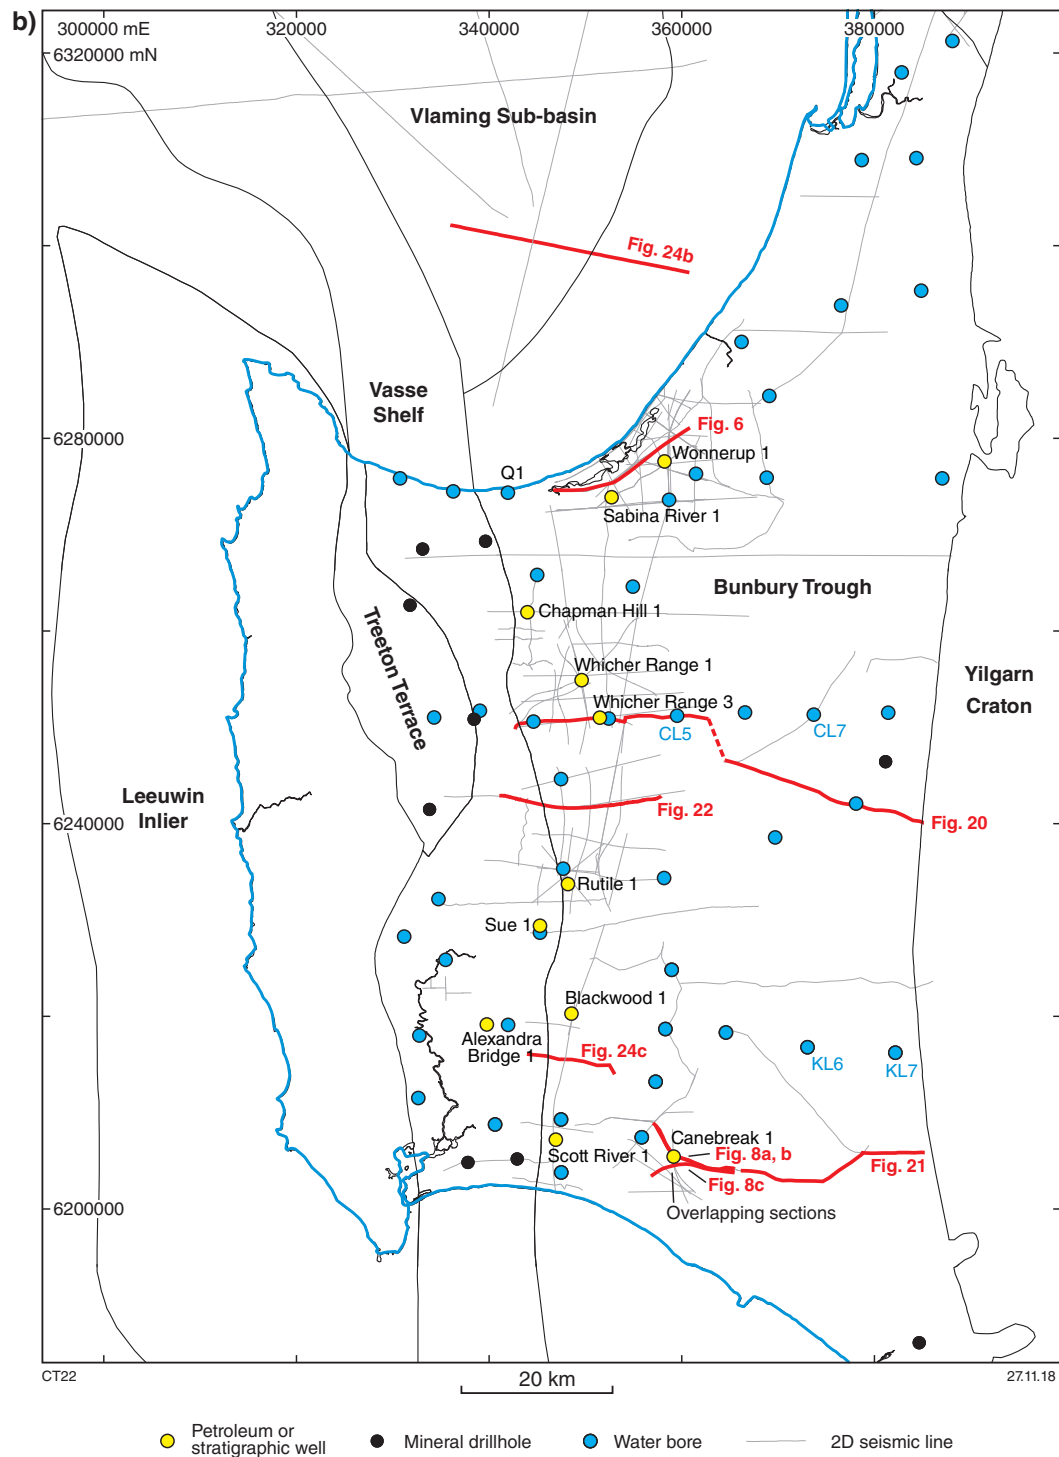 b)
300000 mE
320000
340000
360000
380000
6320000 mN
Vlaming Sub-basin
Fig. 24b
Vasse
Shelf
6280000
Fig. 6
Wonnerup 1
Q1
Sabina River 1
Bunbury Trough
Chapman Hill 1
Treeton Terrace
Whicher Range 1
Yilgarn
Craton
Whicher Range 3
CL5
CL7
Leeuwin
Inlier
Fig. 22
6240000
Fig. 20
Rutile 1
Sue 1
Blackwood 1
Alexandra
Bridge 1
Fig. 24c
KL6
KL7
Canebreak 1
Scott River 1
Fig. 8a, b
Fig. 21
Fig. 8c
6200000
Overlapping sections
CT22
20 km
27.11.18
Petroleum or
stratigraphic well
Mineral drillhole
Water bore
2D seismic line